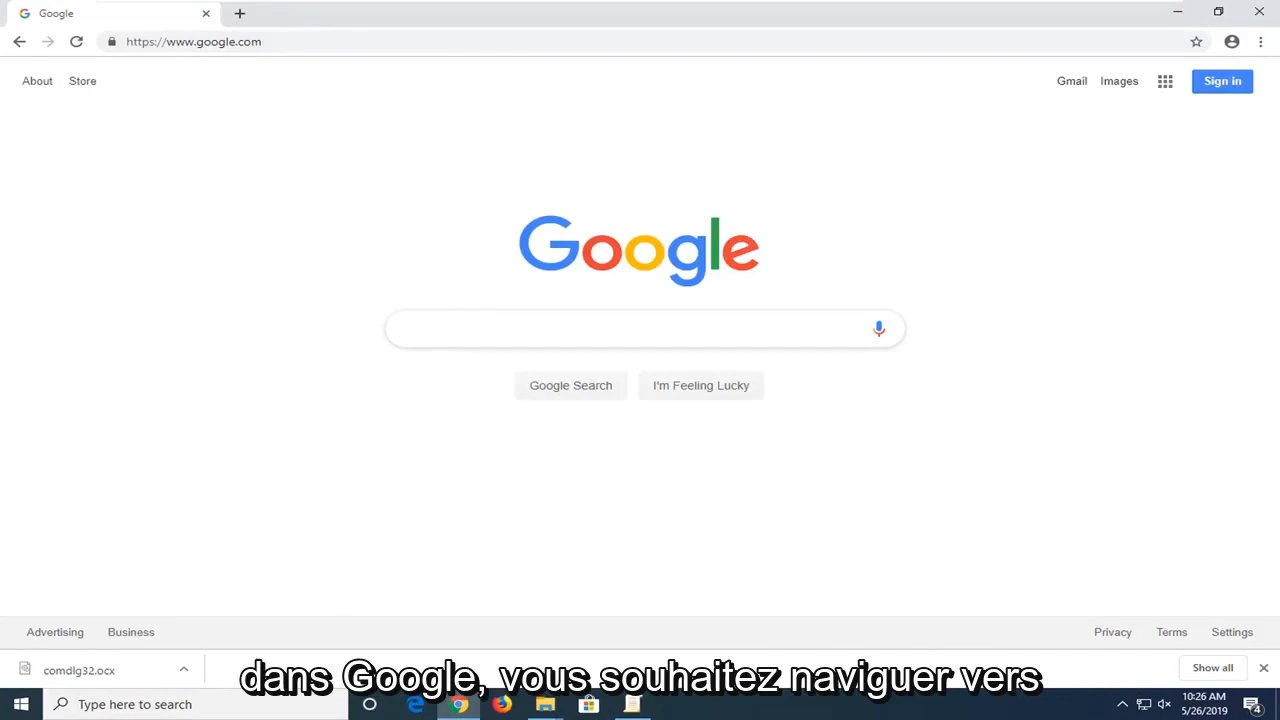 Google
https://www.google.com
About Store
Gmail Images Sign in
Google
Google Search I'm Feeling Lucky
Advertising Business
Privacy Terms Settings
comdlg32.ocx
Show all
dans Google, vous souhaitez naviguer vers
Type here to search
10:26 AM
5/26/2019
4